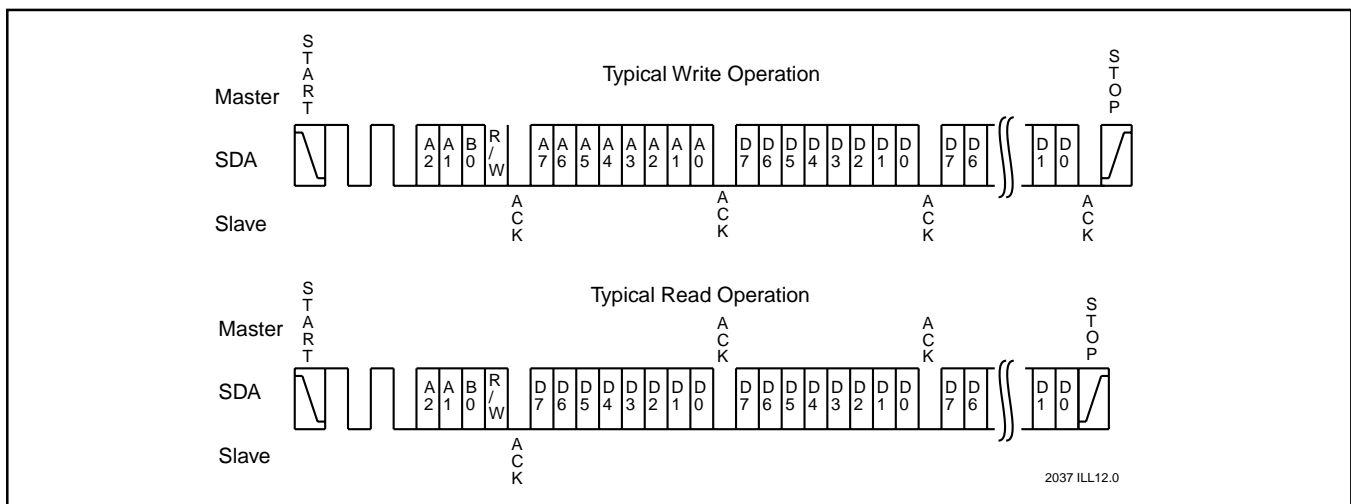 START
Typical Write Operation
STOP
Master
SDA
A2 A1 B0 R/W A7 A6 A5 A4 A3 A2 A1 A0 D7 D6 D5 D4 D3 D2 D1 D0 D7 D6 D1 D0
Slave
ACK ACK ACK ACK
START
Typical Read Operation
STOP
Master
ACK ACK
SDA
A2 A1 B0 R/W D7 D6 D5 D4 D3 D2 D1 D0 D7 D6 D5 D4 D3 D2 D1 D0 D7 D6 D1 D0
Slave
ACK
2037 ILL12.0